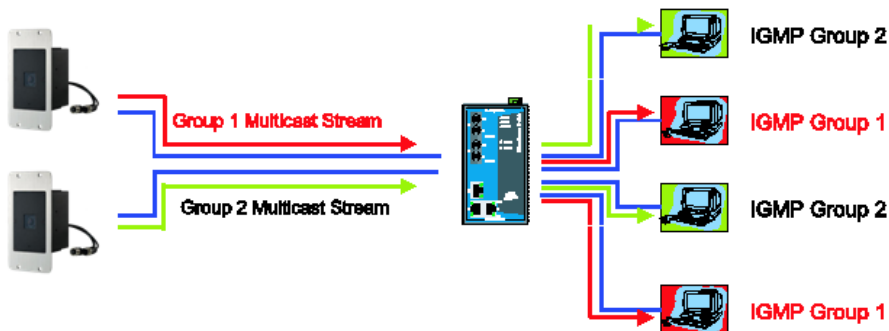 IGMP Group 2
Group 1 Multicast Stream
IGMP Group 1
Group 2 Multicast Stream
IGMP Group 2
IGMP Group 1